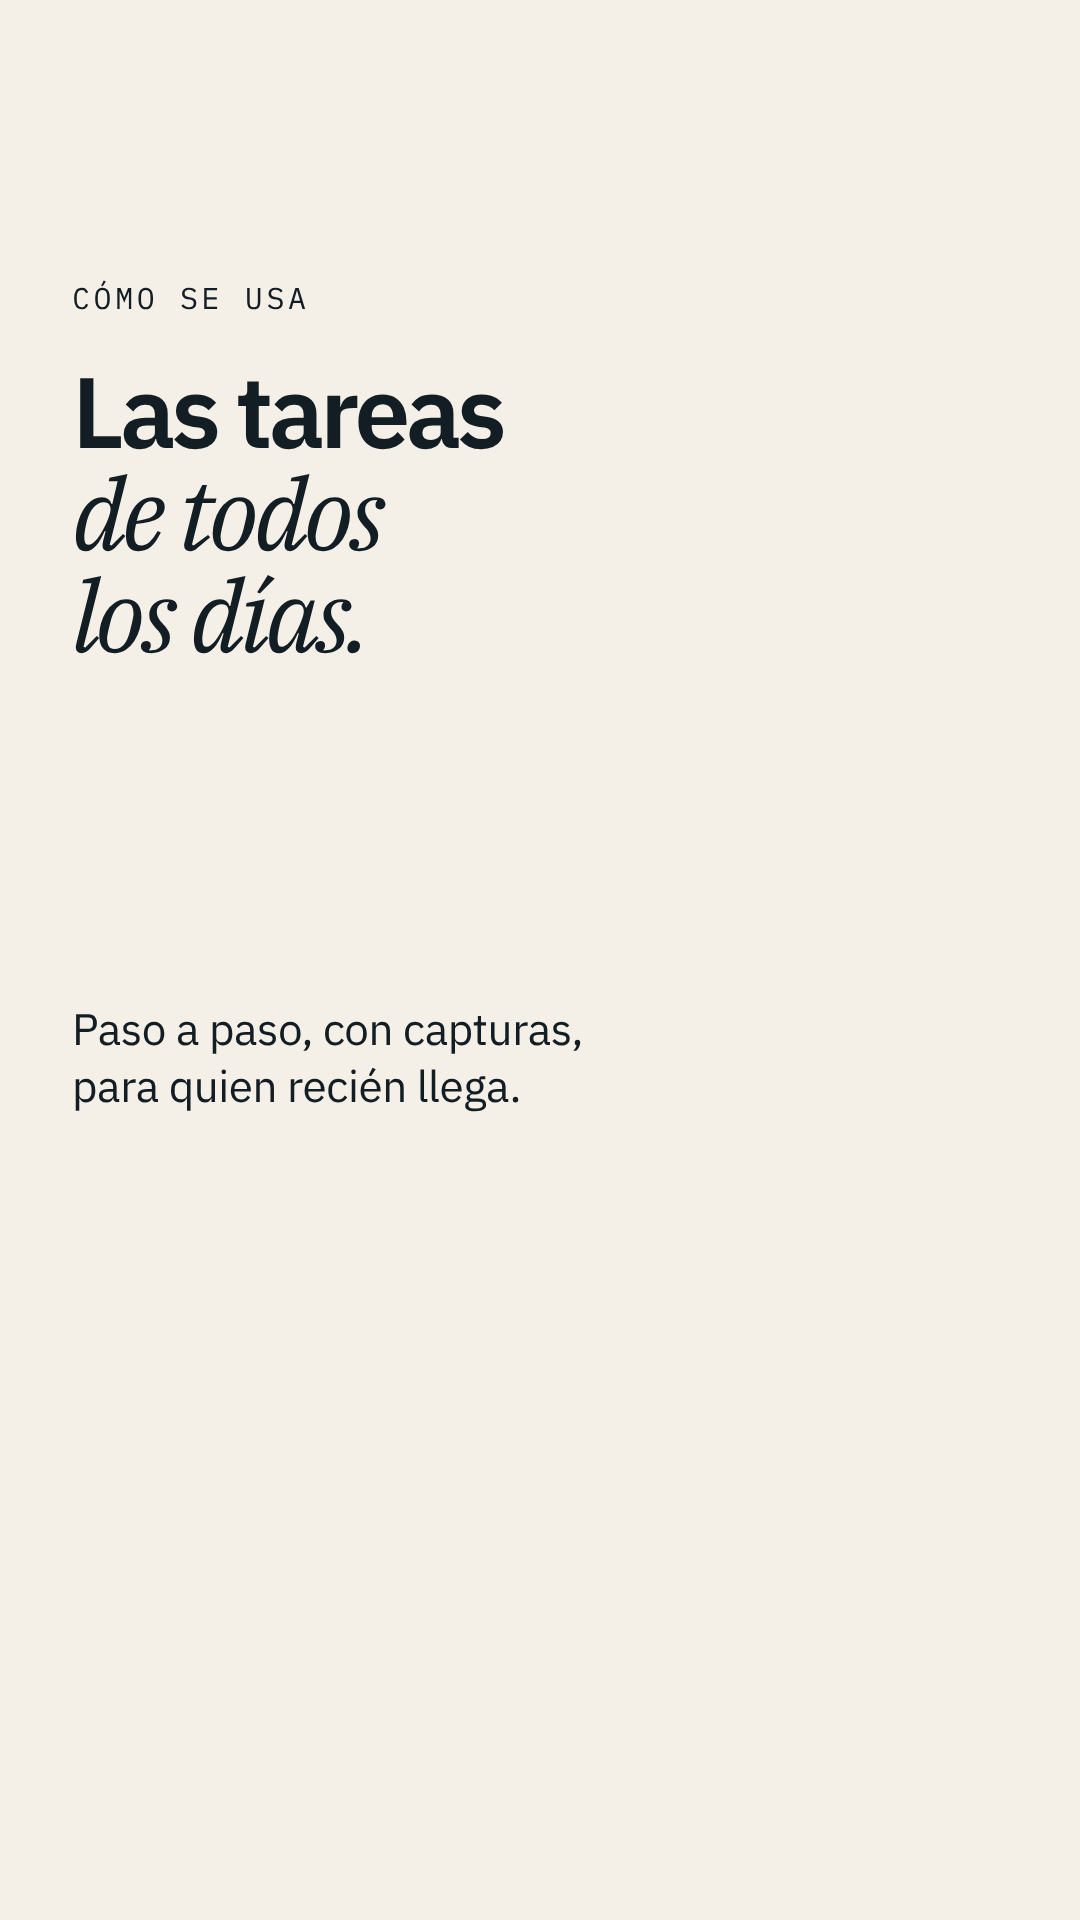 CÓMO SE USA
Las tareas
de todos
los días.
Paso a paso, con capturas,
para quien recién llega.